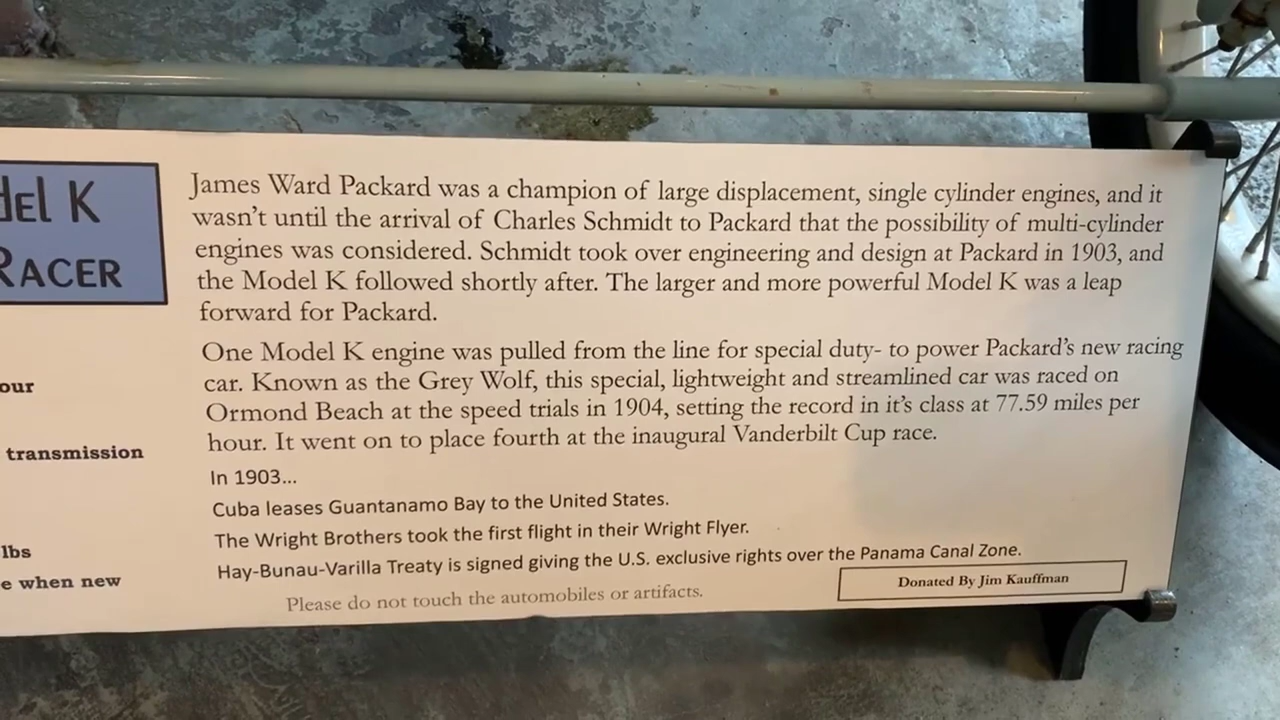 del K
RACER
our
transmission
lbs
e when new
James Ward Packard was a champion of large displacement, single cylinder engines, and it
wasn't until the arrival of Charles Schmidt to Packard that the possibility of multi-cylinder
engines was considered. Schmidt took over engineering and design at Packard in 1903, and
the Model K followed shortly after. The larger and more powerful Model K was a leap
forward for Packard.
One Model K engine was pulled from the line for special duty- to power Packard's new racing
car. Known as the Grey Wolf, this special, lightweight and streamlined car was raced on
Ormond Beach at the speed trials in 1904, setting the record in it's class at 77.59 miles per
hour. It went on to place fourth at the inaugural Vanderbilt Cup race.
In 1903...
Cuba leases Guantanamo Bay to the United States.
The Wright Brothers took the first flight in their Wright Flyer.
Hay-Bunau-Varilla Treaty is signed giving the U.S. exclusive rights over the Panama Canal Zone.
Please do not touch the automobiles or artifacts.
Donated By Jim Kauffman